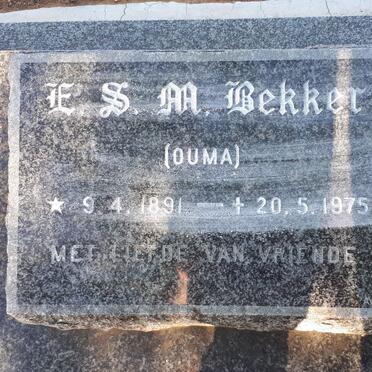 E. S. M. Bekker
(OUMA)
★ 9.4.1891 — † 20.5.1975
MET LIEFDE VAN VRIENDE